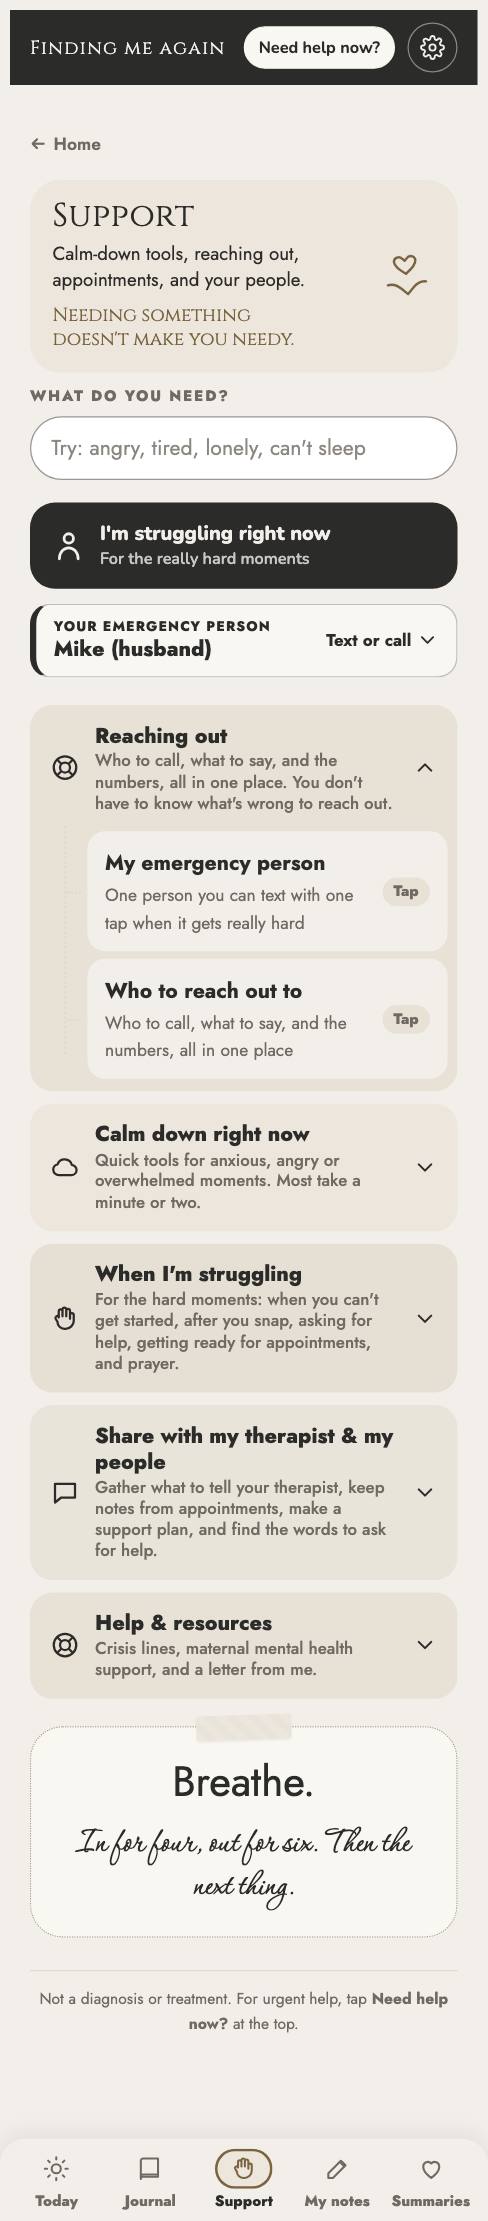 Finding me again
Need help now?
← Home
Support
Calm-down tools, reaching out,
appointments, and your people.
Needing something
doesn't make you needy.
WHAT DO YOU NEED?
Try: angry, tired, lonely, can't sleep
I'm struggling right now
For the really hard moments
YOUR EMERGENCY PERSON
Mike (husband)
Text or call
Reaching out
Who to call, what to say, and the
numbers, all in one place. You don't
have to know what's wrong to reach out.
My emergency person
One person you can text with one
tap when it gets really hard
Tap
Who to reach out to
Who to call, what to say, and the
numbers, all in one place
Tap
Calm down right now
Quick tools for anxious, angry or
overwhelmed moments. Most take a
minute or two.
When I'm struggling
For the hard moments: when you can't
get started, after you snap, asking for
help, getting ready for appointments,
and prayer.
Share with my therapist & my
people
Gather what to tell your therapist, keep
notes from appointments, make a
support plan, and find the words to ask
for help.
Help & resources
Crisis lines, maternal mental health
support, and a letter from me.
Breathe.
In for four, out for six. Then the
next thing.
Not a diagnosis or treatment. For urgent help, tap Need help
now? at the top.
Today
Journal
Support
My notes
Summaries